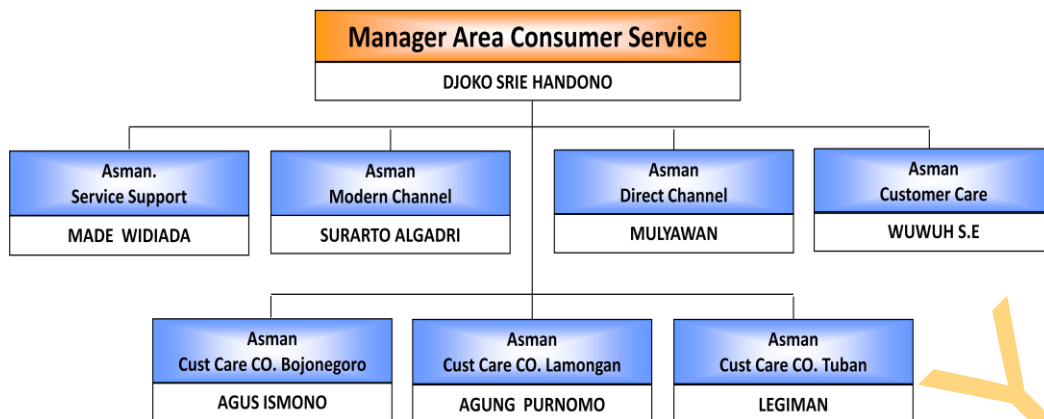 Manager Area Consumer Service
DJOKO SRIE HANDONO
Asman.
Service Support
MADE WIDIADA
Asman
Modern Channel
SURARTO ALGADRI
Asman
Direct Channel
MULYAWAN
Asman
Customer Care
WUWUH S.E
Asman
Cust Care CO. Bojonegoro
AGUS ISMONO
Asman
Cust Care CO. Lamongan
AGUNG PURNOMO
Asman
Cust Care CO. Tuban
LEGIMAN